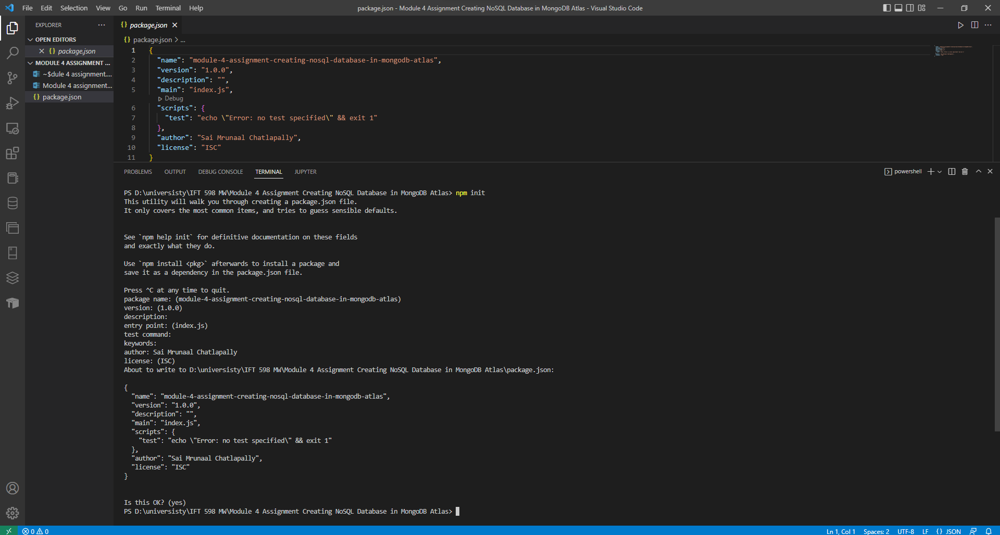 File Edit Selection View Go Run Terminal Help
package.json - Module 4 Assignment Creating NoSQL Database in MongoDB Atlas - Visual Studio Code
EXPLORER
OPEN EDITORS
{} package.json
MODULE 4 ASSIGNMENT ...
~$dule 4 assignment....
Module 4 assignment...
{} package.json
{} package.json
{} package.json > ...
1 {
2 "name": "module-4-assignment-creating-nosql-database-in-mongodb-atlas",
3 "version": "1.0.0",
4 "description": "",
5 "main": "index.js",
Debug
6 "scripts": {
7 "test": "echo \"Error: no test specified\" && exit 1"
8 },
9 "author": "Sai Mrunaal Chatlapally",
10 "license": "ISC"
11 }
PROBLEMS OUTPUT DEBUG CONSOLE TERMINAL JUPYTER
powershell
PS D:\universisty\IFT 598 MW\Module 4 Assignment Creating NoSQL Database in MongoDB Atlas> npm init
This utility will walk you through creating a package.json file.
It only covers the most common items, and tries to guess sensible defaults.
See `npm help init` for definitive documentation on these fields
and exactly what they do.
Use `npm install <pkg>` afterwards to install a package and
save it as a dependency in the package.json file.
Press ^C at any time to quit.
package name: (module-4-assignment-creating-nosql-database-in-mongodb-atlas)
version: (1.0.0)
description:
entry point: (index.js)
test command:
keywords:
author: Sai Mrunaal Chatlapally
license: (ISC)
About to write to D:\universisty\IFT 598 MW\Module 4 Assignment Creating NoSQL Database in MongoDB Atlas\package.json:
{
"name": "module-4-assignment-creating-nosql-database-in-mongodb-atlas",
"version": "1.0.0",
"description": "",
"main": "index.js",
"scripts": {
"test": "echo \"Error: no test specified\" && exit 1"
},
"author": "Sai Mrunaal Chatlapally",
"license": "ISC"
}
Is this OK? (yes)
PS D:\universisty\IFT 598 MW\Module 4 Assignment Creating NoSQL Database in MongoDB Atlas>
0 0
Ln 1, Col 1 Spaces: 2 UTF-8 LF {} JSON